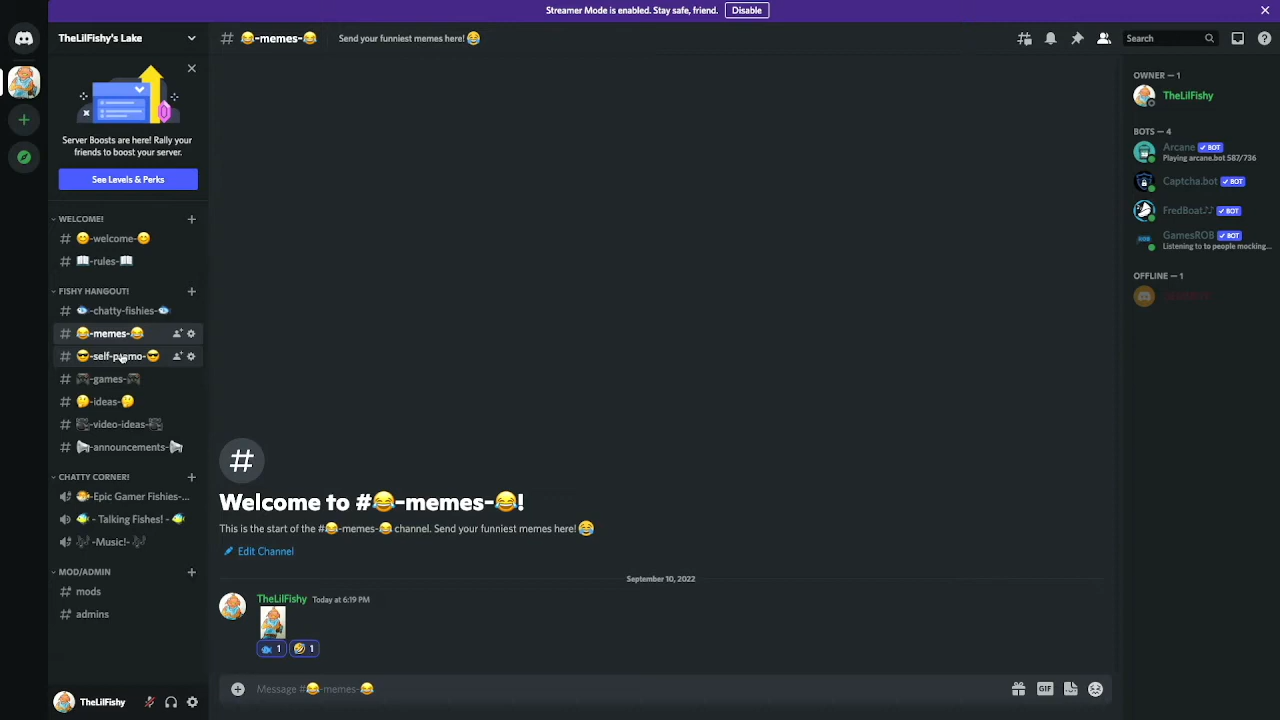 Streamer Mode is enabled. Stay safe, friend. Disable
TheLilFishy's Lake
# 😂-memes-😂 Send your funniest memes here! 😂
Search
Server Boosts are here! Rally your
friends to boost your server.
See Levels & Perks
WELCOME!
# 😊-welcome-😊
# 📖-rules-📖
FISHY HANGOUT!
# 🐟-chatty-fishies-🐟
# 😂-memes-😂
# 😎-self-promo-😎
# 🎮-games-🎮
# 🤔-ideas-🤔
# -video-ideas-
# 📢-announcements-📢
CHATTY CORNER!
-Epic Gamer Fishies-...
🐠 - Talking Fishes! - 🐠
🎶 -Music!- 🎶
MOD/ADMIN
# mods
# admins
TheLilFishy
#
Welcome to #😂-memes-😂!
This is the start of the #😂-memes-😂 channel. Send your funniest memes here! 😂
Edit Channel
September 10, 2022
TheLilFishy Today at 6:19 PM
🐟 1 🤣 1
Message #😂-memes-😂
GIF
OWNER — 1
TheLilFishy
BOTS — 4
Arcane ✓ BOT
Playing arcane.bot 587/736
Captcha.bot ✓ BOT
FredBoat♪♪ ✓ BOT
GamesROB ✓ BOT
Listening to to people mocking...
OFFLINE — 1